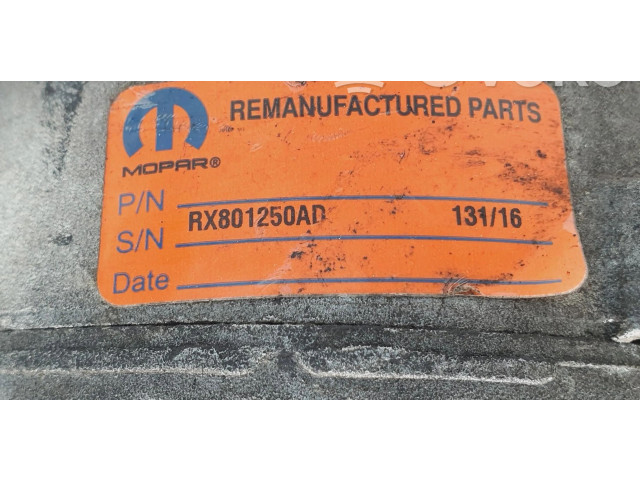 REMANUFACTURED PARTS
MOPAR®
P/N
RX801250AD 131/16
S/N
Date